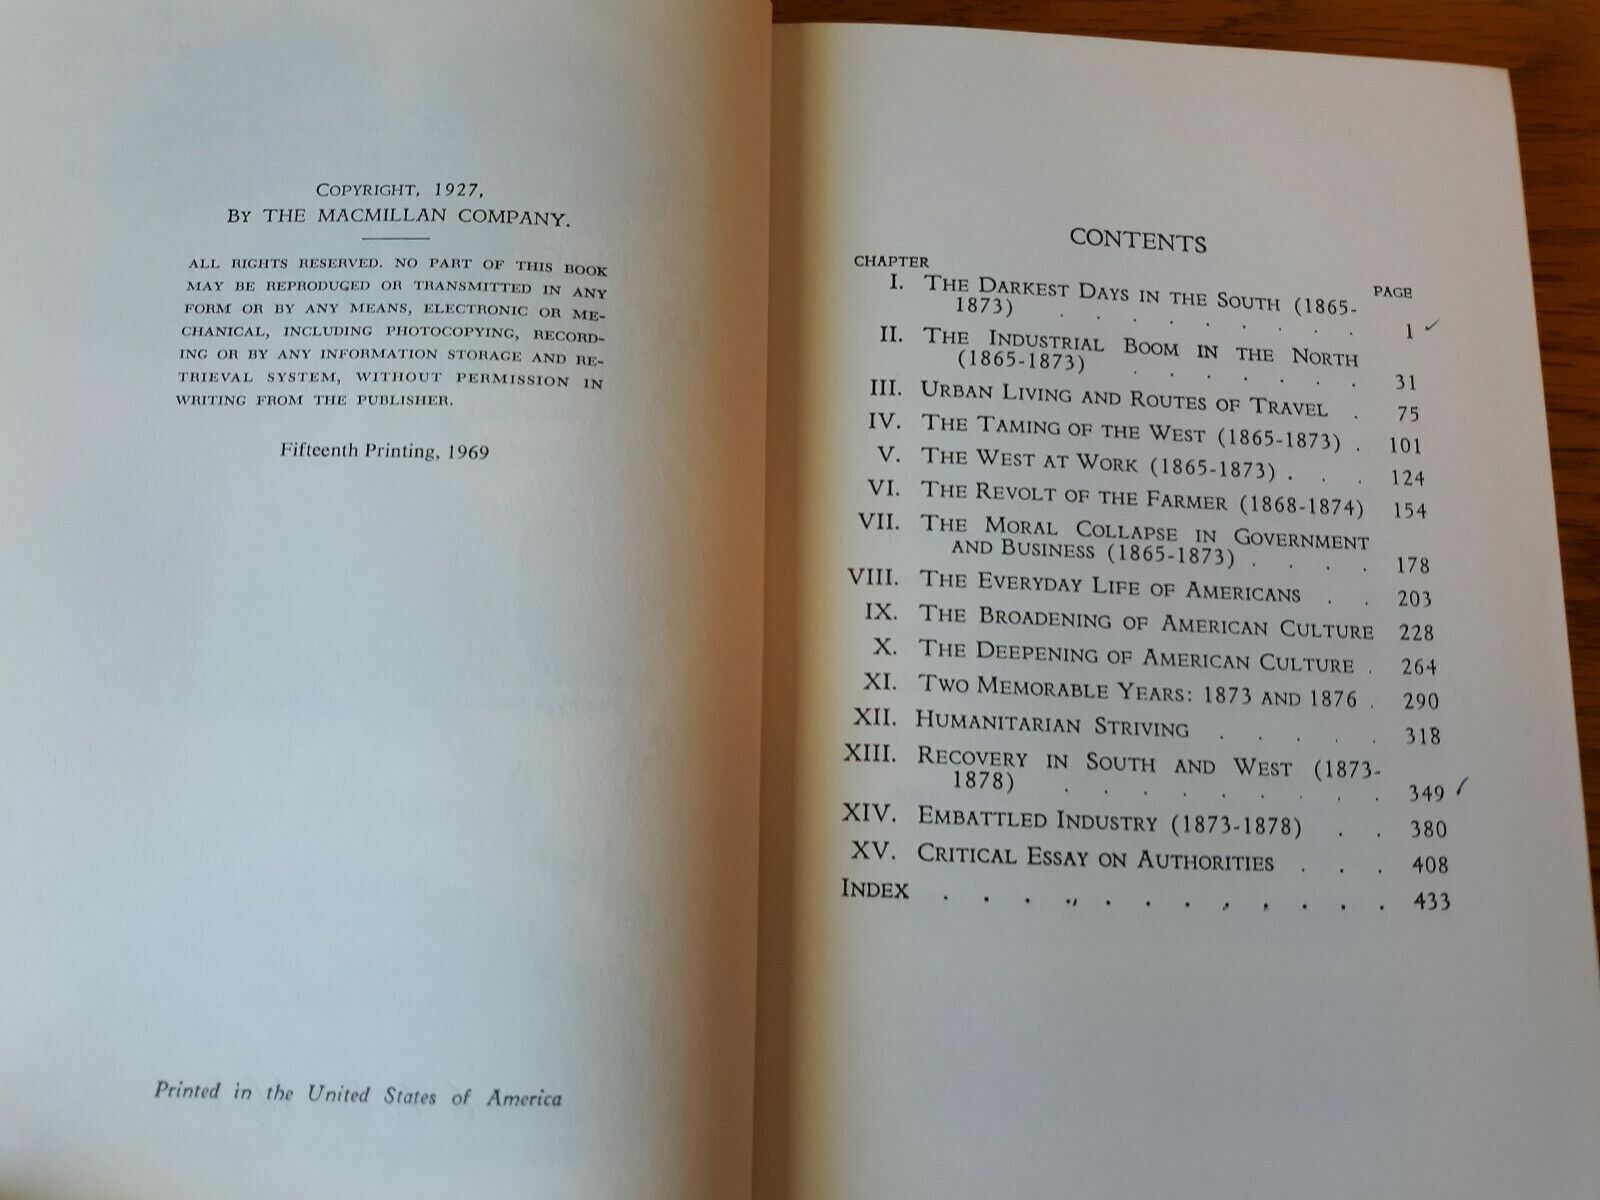 COPYRIGHT, 1927,
BY THE MACMILLAN COMPANY.
ALL RIGHTS RESERVED. NO PART OF THIS BOOK
MAY BE REPRODUCED OR TRANSMITTED IN ANY
FORM OR BY ANY MEANS, ELECTRONIC OR ME-
CHANICAL, INCLUDING PHOTOCOPYING, RECORD-
ING OR BY ANY INFORMATION STORAGE AND RE-
TRIEVAL SYSTEM, WITHOUT PERMISSION IN
WRITING FROM THE PUBLISHER.
Fifteenth Printing, 1969
Printed in the United States of America
CONTENTS
CHAPTER PAGE
I. THE DARKEST DAYS IN THE SOUTH (1865-
1873) . . . . . . . . . 1
II. THE INDUSTRIAL BOOM IN THE NORTH
(1865-1873) . . . . . . . 31
III. URBAN LIVING AND ROUTES OF TRAVEL . 75
IV. THE TAMING OF THE WEST (1865-1873) . 101
V. THE WEST AT WORK (1865-1873) . . . 124
VI. THE REVOLT OF THE FARMER (1868-1874) 154
VII. THE MORAL COLLAPSE IN GOVERNMENT
AND BUSINESS (1865-1873) . . . . 178
VIII. THE EVERYDAY LIFE OF AMERICANS . . 203
IX. THE BROADENING OF AMERICAN CULTURE 228
X. THE DEEPENING OF AMERICAN CULTURE . 264
XI. TWO MEMORABLE YEARS: 1873 AND 1876 . 290
XII. HUMANITARIAN STRIVING . . . . . 318
XIII. RECOVERY IN SOUTH AND WEST (1873-
1878) . . . . . . . . . 349
XIV. EMBATTLED INDUSTRY (1873-1878) . . 380
XV. CRITICAL ESSAY ON AUTHORITIES . . . 408
INDEX . . . . . . . . . . . . 433